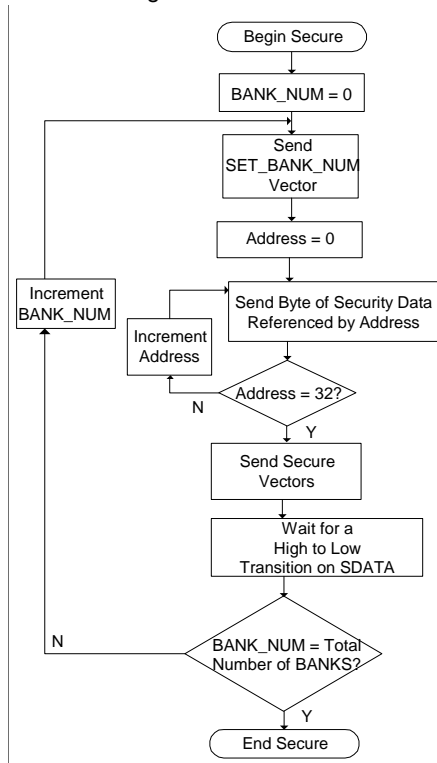 Begin Secure
BANK_NUM = 0
Send
SET_BANK_NUM
Vector
Address = 0
Increment
BANK_NUM
Send Byte of Security Data
Referenced by Address
Increment
Address
Address = 32?
N
Y
Send Secure
Vectors
Wait for a
High to Low
Transition on SDATA
N
BANK_NUM = Total
Number of BANKS?
Y
End Secure